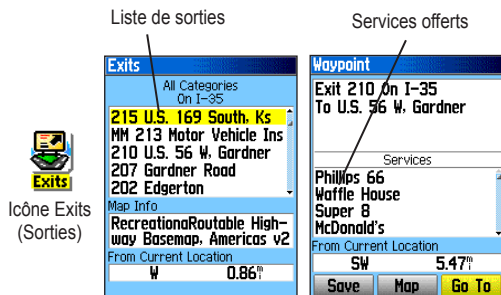 Liste de sorties
Services offerts
Exits
Icône Exits
(Sorties)
Exits
All Categories
On I-35
215 U.S. 169 South, Ks
MM 213 Motor Vehicle Ins
210 U.S. 56 W, Gardner
207 Gardner Road
202 Edgerton
Map Info
RecreationaRoutable High-
way Basemap, Americas v2
From Current Location
W 0.86m
Waypoint
Exit 210 On I-35
To U.S. 56 W, Gardner
Services
Phillips 66
Waffle House
Super 8
McDonald's
From Current Location
SW 5.47m
Save Map Go To